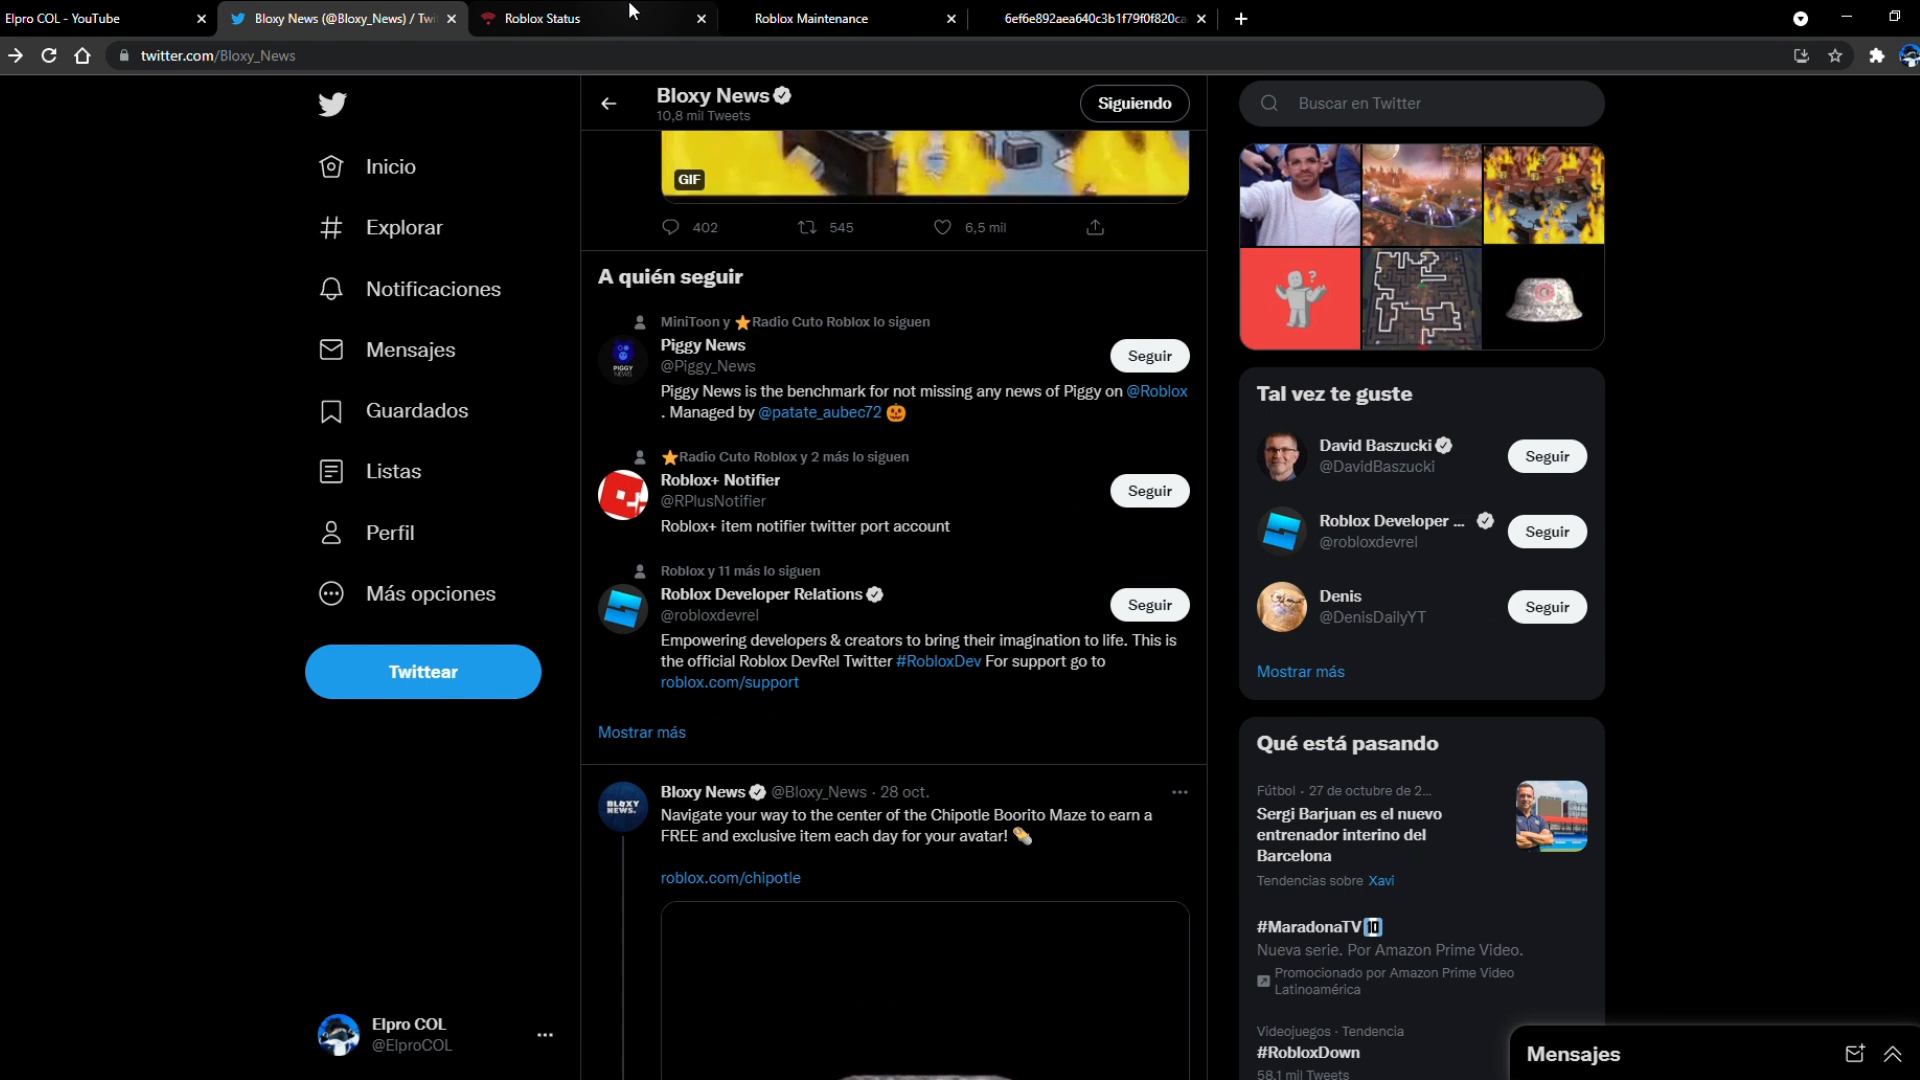 Elpro COL - YouTube
Bloxy News (@Bloxy_News) / Twi
Roblox Status
Roblox Maintenance
6ef6e892aea640c3b1f79f0f820ca
twitter.com/Bloxy_News
Bloxy News
10,8 mil Tweets
Siguiendo
Buscar en Twitter
Inicio
Explorar
Notificaciones
Mensajes
Guardados
Listas
Perfil
Más opciones
Twittear
Elpro COL
@ElproCOL
GIF
402
545
6,5 mil
A quién seguir
MiniToon y ⭐Radio Cuto Roblox lo siguen
Piggy News
@Piggy_News
Seguir
PIGGY
NEWS
Piggy News is the benchmark for not missing any news of Piggy on @Roblox
. Managed by @patate_aubec72 🎃
⭐Radio Cuto Roblox y 2 más lo siguen
Roblox+ Notifier
@RPlusNotifier
Seguir
Roblox+ item notifier twitter port account
Roblox y 11 más lo siguen
Roblox Developer Relations
@robloxdevrel
Seguir
Empowering developers & creators to bring their imagination to life. This is
the official Roblox DevRel Twitter #RobloxDev For support go to
roblox.com/support
Mostrar más
BLOXY
NEWS.
Bloxy News @Bloxy_News · 28 oct.
Navigate your way to the center of the Chipotle Boorito Maze to earn a
FREE and exclusive item each day for your avatar! 🌯
roblox.com/chipotle
Tal vez te guste
David Baszucki
@DavidBaszucki
Seguir
Roblox Developer ...
@robloxdevrel
Seguir
Denis
@DenisDailyYT
Seguir
Mostrar más
Qué está pasando
Fútbol · 27 de octubre de 2...
Sergi Barjuan es el nuevo
entrenador interino del
Barcelona
Tendencias sobre Xavi
#MaradonaTV
10
Nueva serie. Por Amazon Prime Video.
Promocionado por Amazon Prime Video
Latinoamérica
Videojuegos · Tendencia
#RobloxDown
58,1 mil Tweets
Mensajes